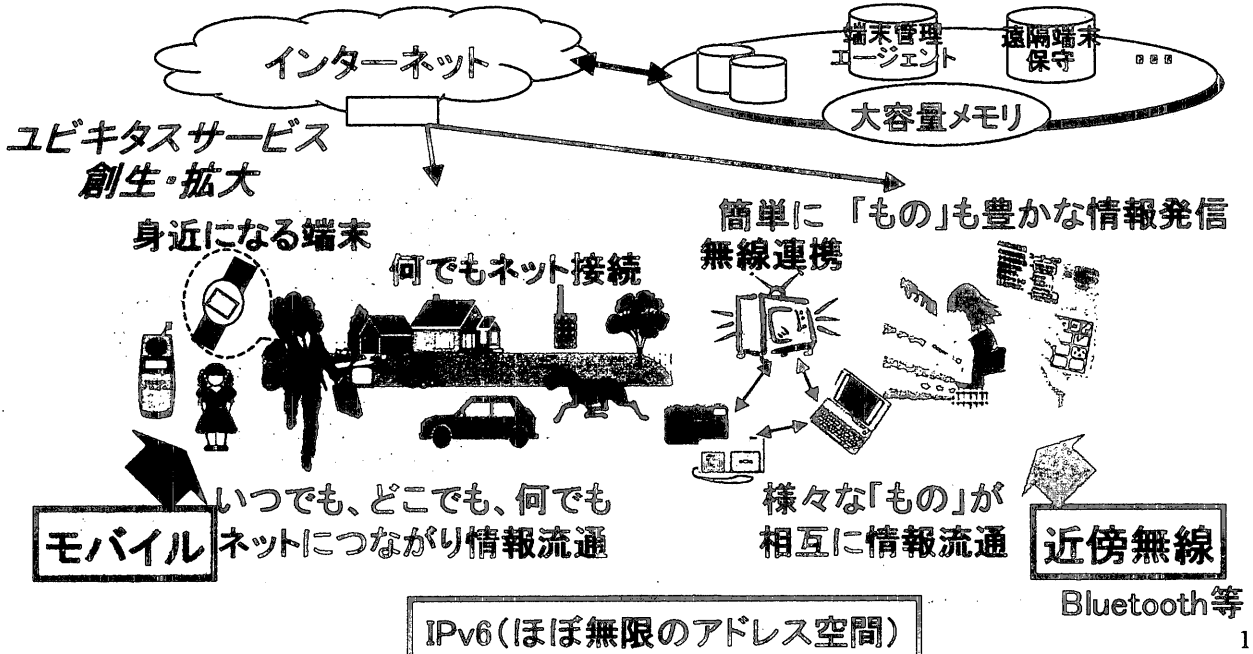 インターネット
端末管理
エージェント
遠隔端末
保守
大容量メモリ
ユビキタスサービス
創生・拡大
身近になる端末
何でもネット接続
簡単に
無線連携
「もの」も豊かな情報発信
いつでも、どこでも、何でも
ネットにつながり情報流通
様々な「もの」が
相互に情報流通
モバイル
近傍無線
Bluetooth等
IPv6(ほぼ無限のアドレス空間)
1